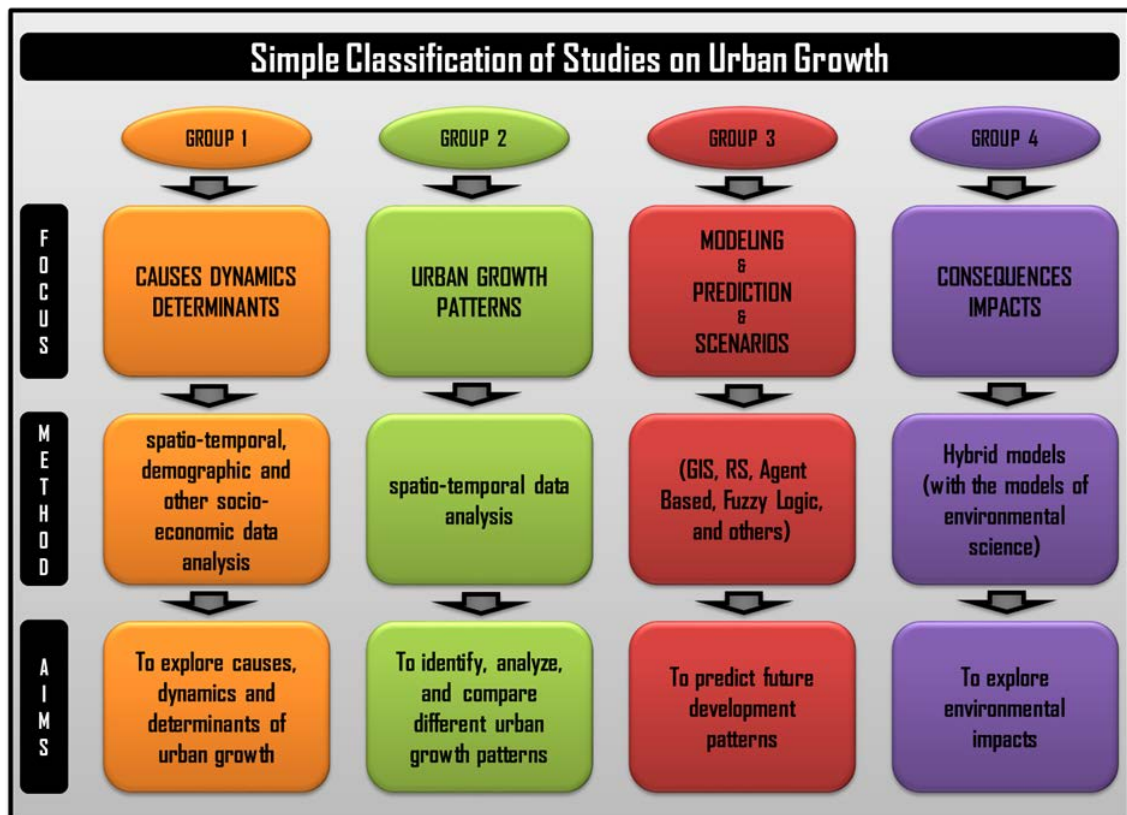 Simple Classification of Studies on Urban Growth
GROUP 1
GROUP 2
GROUP 3
GROUP 4
FOCUS
CAUSES DYNAMICS
DETERMINANTS
URBAN GROWTH
PATTERNS
MODELING
&
PREDICTION
&
SCENARIOS
CONSEQUENCES
IMPACTS
METHOD
spatio-temporal,
demographic and
other socio-
economic data
analysis
spatio-temporal data
analysis
(GIS, RS, Agent
Based, Fuzzy Logic,
and others)
Hybrid models
(with the models of
environmental
science)
AIMS
To explore causes,
dynamics and
determinants of
urban growth
To identify, analyze,
and compare
different urban
growth patterns
To predict future
development
patterns
To explore
environmental
impacts